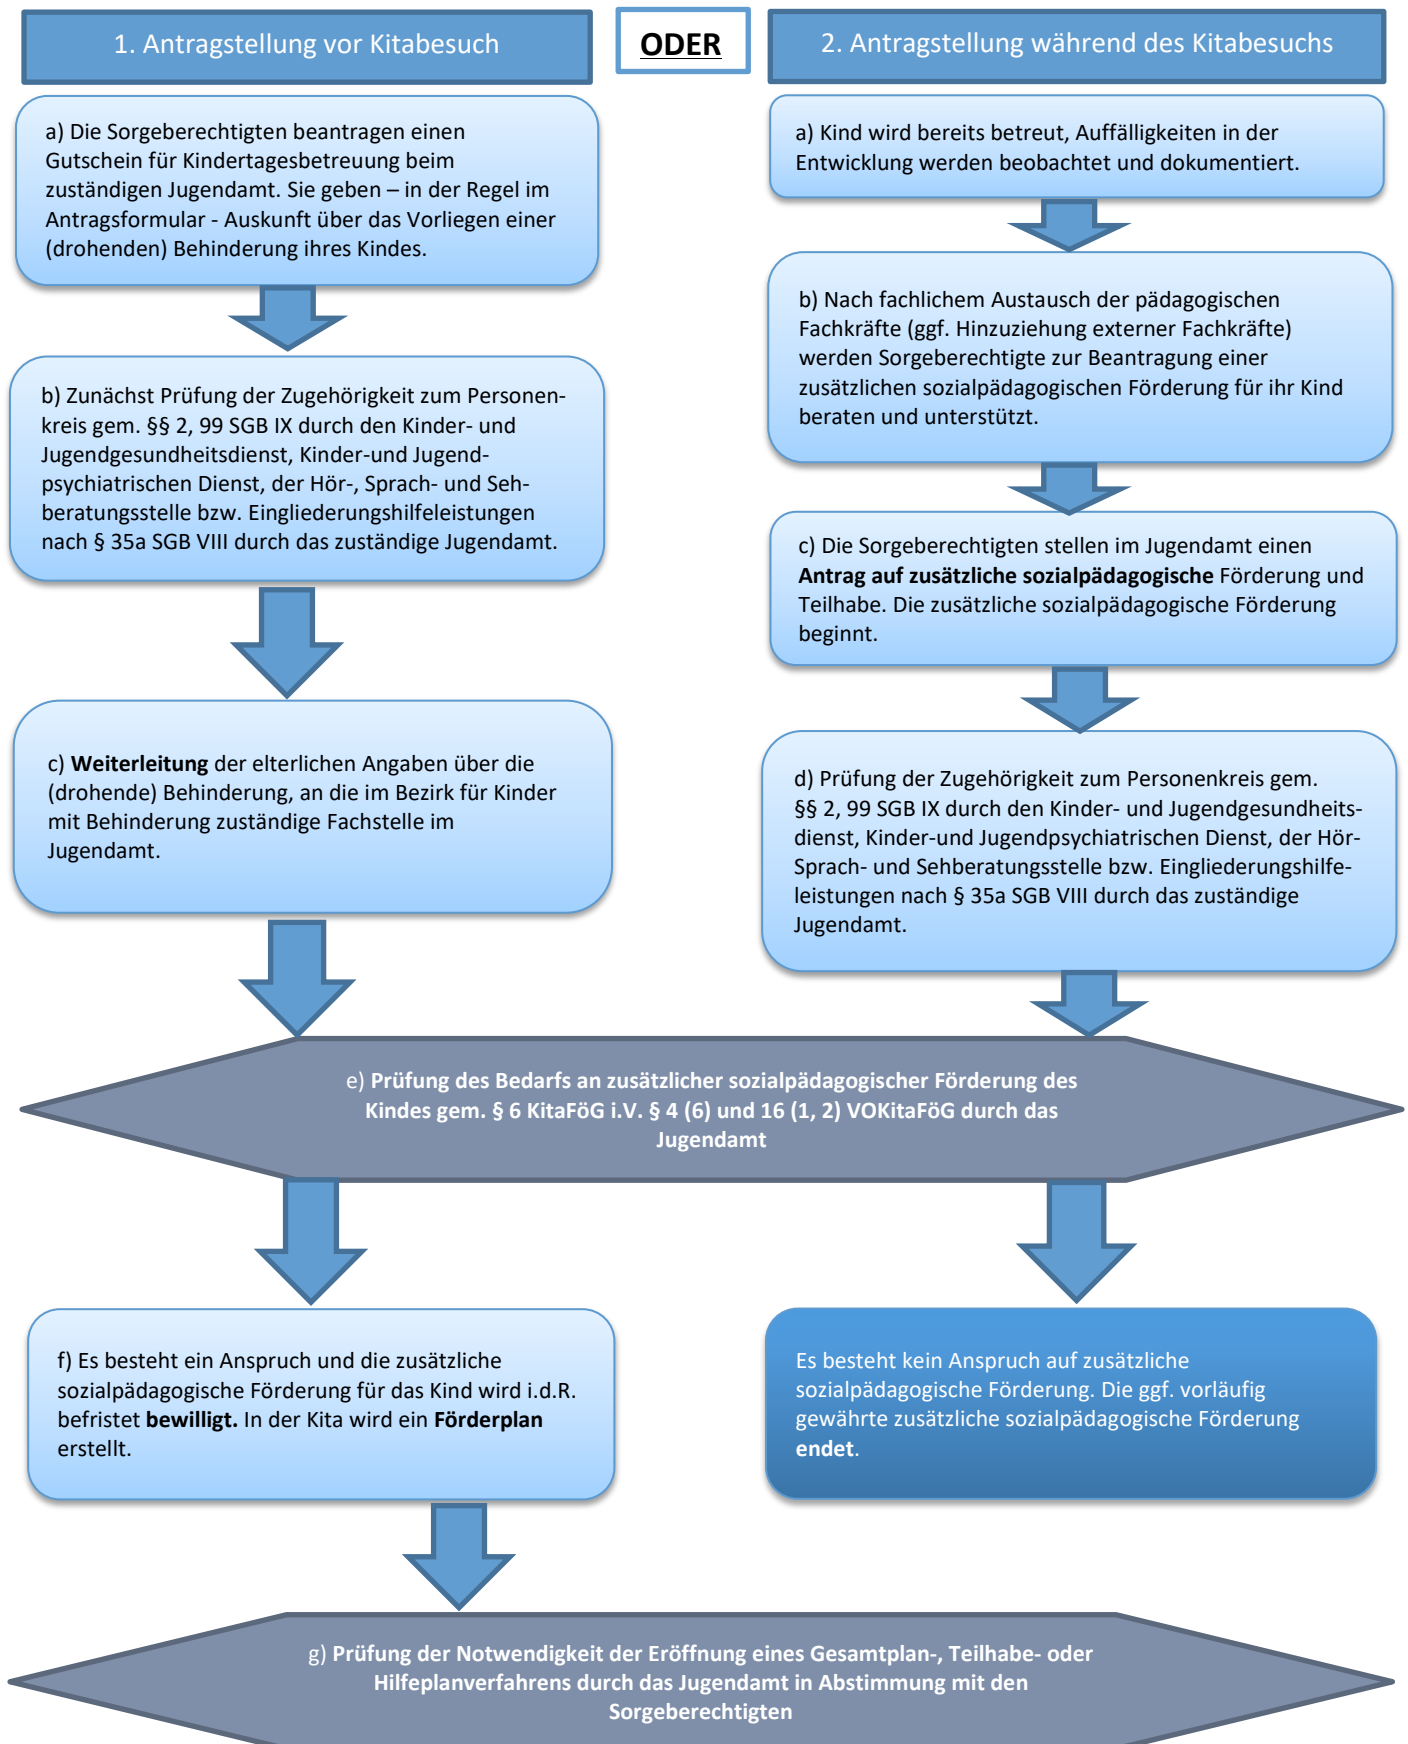 1. Antragstellung vor Kitabesuch
ODER
2. Antragstellung während des Kitabesuchs
a) Die Sorgeberechtigten beantragen einen
Gutschein für Kindertagesbetreuung beim
zuständigen Jugendamt. Sie geben – in der Regel im
Antragsformular - Auskunft über das Vorliegen einer
(drohenden) Behinderung ihres Kindes.
b) Zunächst Prüfung der Zugehörigkeit zum Personen-
kreis gem. §§ 2, 99 SGB IX durch den Kinder- und
Jugendgesundheitsdienst, Kinder-und Jugend-
psychiatrischen Dienst, der Hör-, Sprach- und Seh-
beratungsstelle bzw. Eingliederungshilfeleistungen
nach § 35a SGB VIII durch das zuständige Jugendamt.
c) Weiterleitung der elterlichen Angaben über die
(drohende) Behinderung, an die im Bezirk für Kinder
mit Behinderung zuständige Fachstelle im
Jugendamt.
a) Kind wird bereits betreut, Auffälligkeiten in der
Entwicklung werden beobachtet und dokumentiert.
b) Nach fachlichem Austausch der pädagogischen
Fachkräfte (ggf. Hinzuziehung externer Fachkräfte)
werden Sorgeberechtigte zur Beantragung einer
zusätzlichen sozialpädagogischen Förderung für ihr Kind
beraten und unterstützt.
c) Die Sorgeberechtigten stellen im Jugendamt einen
Antrag auf zusätzliche sozialpädagogische Förderung und
Teilhabe. Die zusätzliche sozialpädagogische Förderung
beginnt.
d) Prüfung der Zugehörigkeit zum Personenkreis gem.
§§ 2, 99 SGB IX durch den Kinder- und Jugendgesundheits-
dienst, Kinder-und Jugendpsychiatrischen Dienst, der Hör-
Sprach- und Sehberatungsstelle bzw. Eingliederungshilfe-
leistungen nach § 35a SGB VIII durch das zuständige
Jugendamt.
e) Prüfung des Bedarfs an zusätzlicher sozialpädagogischer Förderung des
Kindes gem. § 6 KitaFöG i.V. § 4 (6) und 16 (1, 2) VOKitaFöG durch das
Jugendamt
f) Es besteht ein Anspruch und die zusätzliche
sozialpädagogische Förderung für das Kind wird i.d.R.
befristet bewilligt. In der Kita wird ein Förderplan
erstellt.
Es besteht kein Anspruch auf zusätzliche
sozialpädagogische Förderung. Die ggf. vorläufig
gewährte zusätzliche sozialpädagogische Förderung
endet.
g) Prüfung der Notwendigkeit der Eröffnung eines Gesamtplan-, Teilhabe- oder
Hilfeplanverfahrens durch das Jugendamt in Abstimmung mit den
Sorgeberechtigten